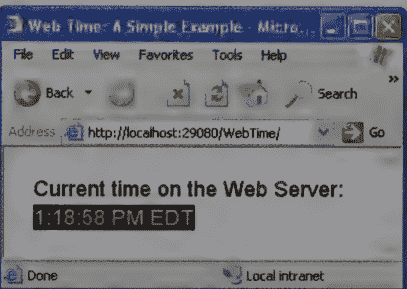 Web Time: A Simple Example - Micro...
File Edit View Favorites Tools Help
Back Search »
Address http://localhost:29080/WebTime/ Go
Current time on the Web Server:
1:18:58 PM EDT
Done Local intranet